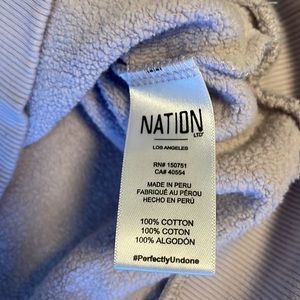 NATION
LTD
LOS ANGELES
RN# 150751
CA# 40554
MADE IN PERU
FABRIQUÉ AU PÉROU
HECHO EN PERÚ
100% COTTON
100% COTON
100% ALGODÓN
#PerfectlyUndone